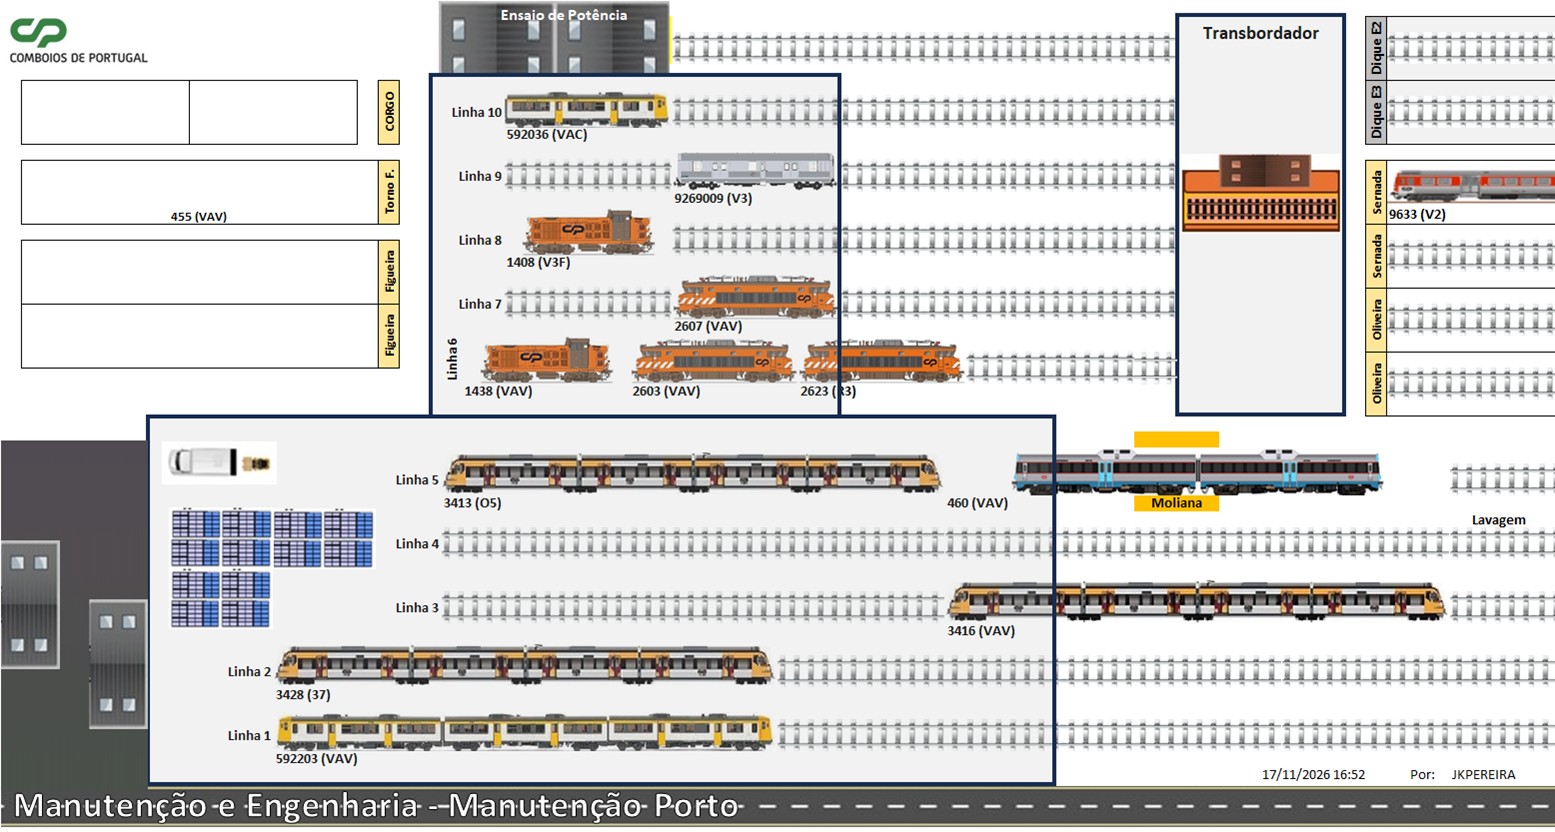 CP
COMBOIOS DE PORTUGAL
Ensaio de Potência
Transbordador
Dique E2
Dique E3
CORGO
Torno F.
455 (VAV)
Figueira
Figueira
Linha 10
592036 (VAC)
Linha 9
9269009 (V3)
Linha 8
1408 (V3F)
Linha 7
2607 (VAV)
Linha 6
1438 (VAV)
2603 (VAV)
2623 (R3)
Sernada
9633 (V2)
Sernada
Oliveira
Oliveira
Linha 5
3413 (O5)
460 (VAV)
Moliana
Lavagem
Linha 4
Linha 3
3416 (VAV)
Linha 2
3428 (37)
Linha 1
592203 (VAV)
17/11/2026 16:52 Por: JKPEREIRA
Manutenção e Engenharia - Manutenção Porto